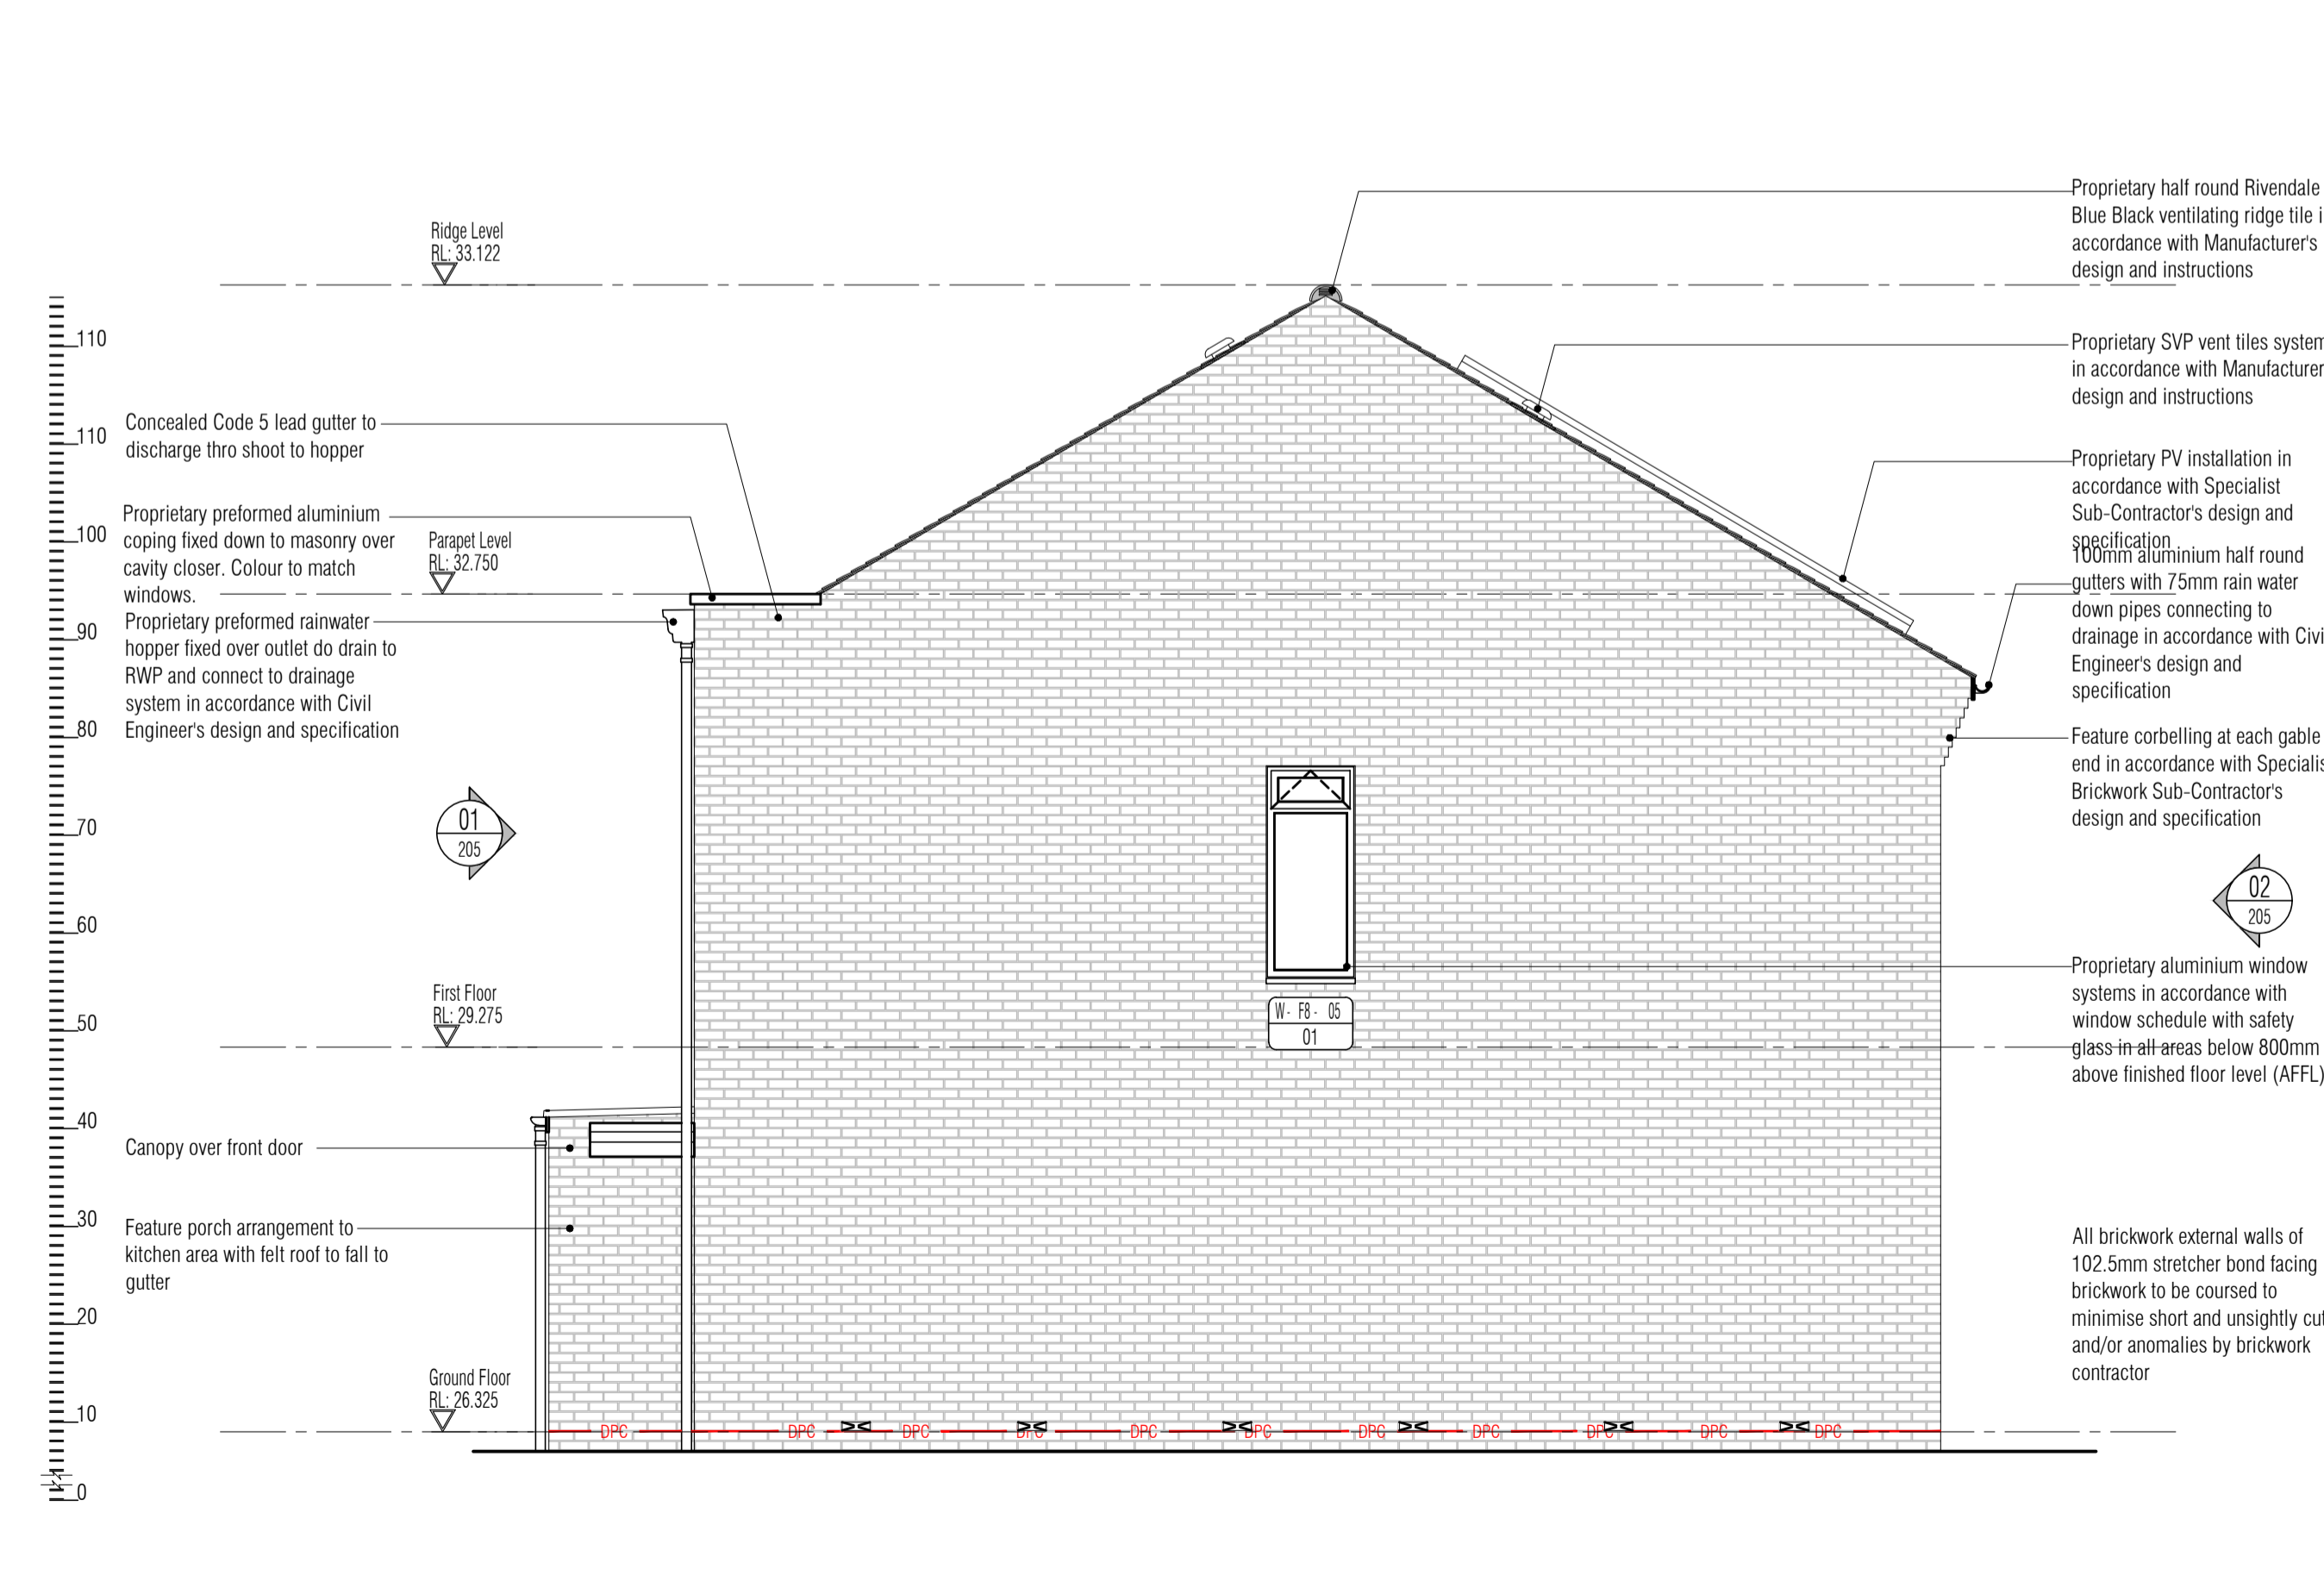 Ridge Level
RL: 33.122
Parapet Level
RL: 32.750
First Floor
RL: 29.275
Ground Floor
RL: 26.325
110
110
100
90
80
70
60
50
40
30
20
10
0
Concealed Code 5 lead gutter to
discharge thro shoot to hopper
Proprietary preformed aluminium
coping fixed down to masonry over
cavity closer. Colour to match
windows.
Proprietary preformed rainwater
hopper fixed over outlet do drain to
RWP and connect to drainage
system in accordance with Civil
Engineer's design and specification
01
205
Canopy over front door
Feature porch arrangement to
kitchen area with felt roof to fall to
gutter
W- F8- 05
01
DPC DPC DPC DPC DPC DPC DPC DPC DPC DPC DPC
Proprietary half round Rivendale
Blue Black ventilating ridge tile
accordance with Manufacturer's
design and instructions
Proprietary SVP vent tiles system
in accordance with Manufacturer
design and instructions
Proprietary PV installation in
accordance with Specialist
Sub-Contractor's design and
specification
100mm aluminium half round
gutters with 75mm rain water
down pipes connecting to
drainage in accordance with Civi
Engineer's design and
specification
Feature corbelling at each gable
end in accordance with Specialis
Brickwork Sub-Contractor's
design and specification
02
205
Proprietary aluminium window
systems in accordance with
window schedule with safety
glass in all areas below 800mm
above finished floor level (AFFL)
All brickwork external walls of
102.5mm stretcher bond facing
brickwork to be coursed to
minimise short and unsightly cut
and/or anomalies by brickwork
contractor